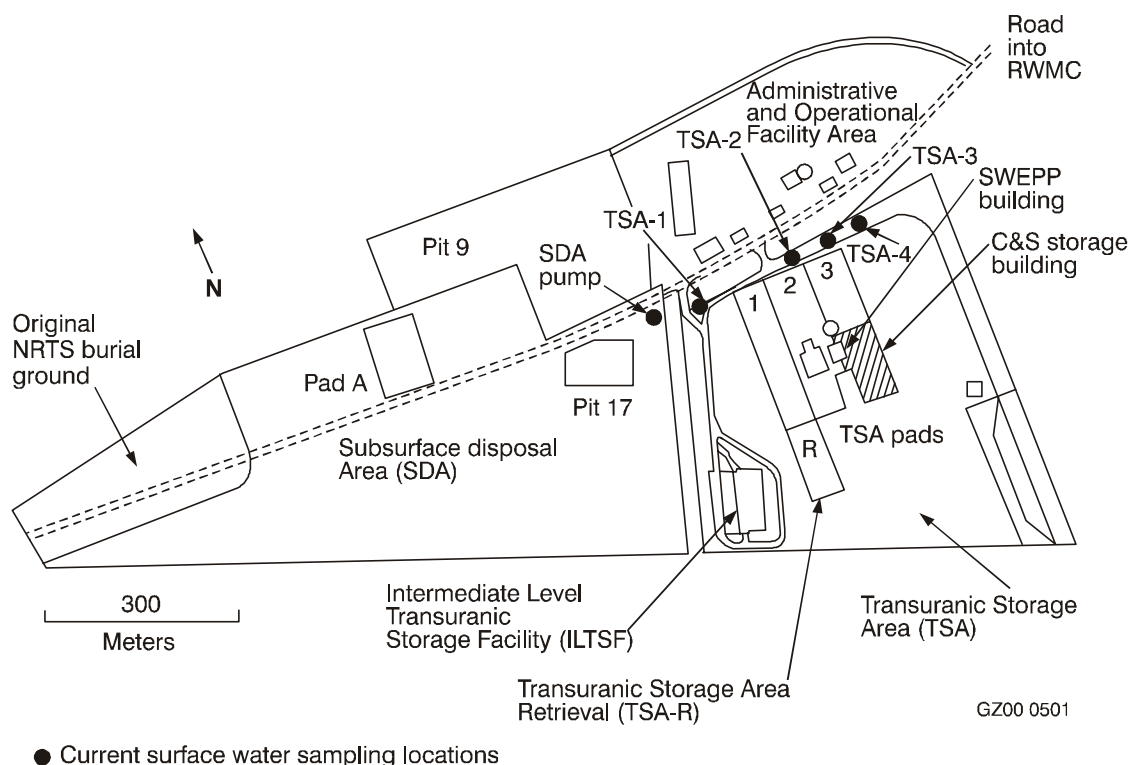 Road
into
RWMC
Administrative
and Operational
Facility Area
TSA-2
TSA-3
SWEPP
building
TSA-1
Pit 9
SDA
pump
TSA-4
C&S storage
building
N
1
2
3
Original
NRTS burial
ground
Pad A
Pit 17
TSA pads
Subsurface disposal
Area (SDA)
R
300
Meters
Intermediate Level
Transuranic
Storage Facility (ILTSF)
Transuranic Storage
Area (TSA)
Transuranic Storage Area
Retrieval (TSA-R)
GZ00 0501
Current surface water sampling locations